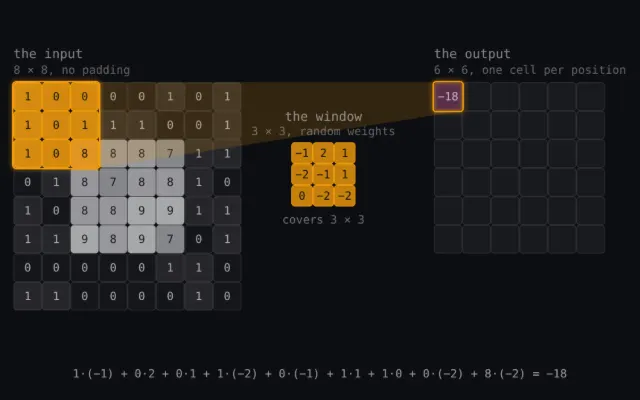 the input
8 × 8, no padding
1 0 0 0 0 1 0 1
1 0 1 1 1 0 0 1
1 0 8 8 8 7 1 1
0 1 8 7 8 8 1 0
1 0 8 8 9 9 1 1
1 1 9 8 9 7 0 1
0 0 0 0 0 1 1 0
1 1 0 0 0 0 1 0
the window
3 × 3, random weights
−1 2 1
−2 −1 1
0 −2 −2
covers 3 × 3
the output
6 × 6, one cell per position
−18
1·(−1) + 0·2 + 0·1 + 1·(−2) + 0·(−1) + 1·1 + 1·0 + 0·(−2) + 8·(−2) = −18